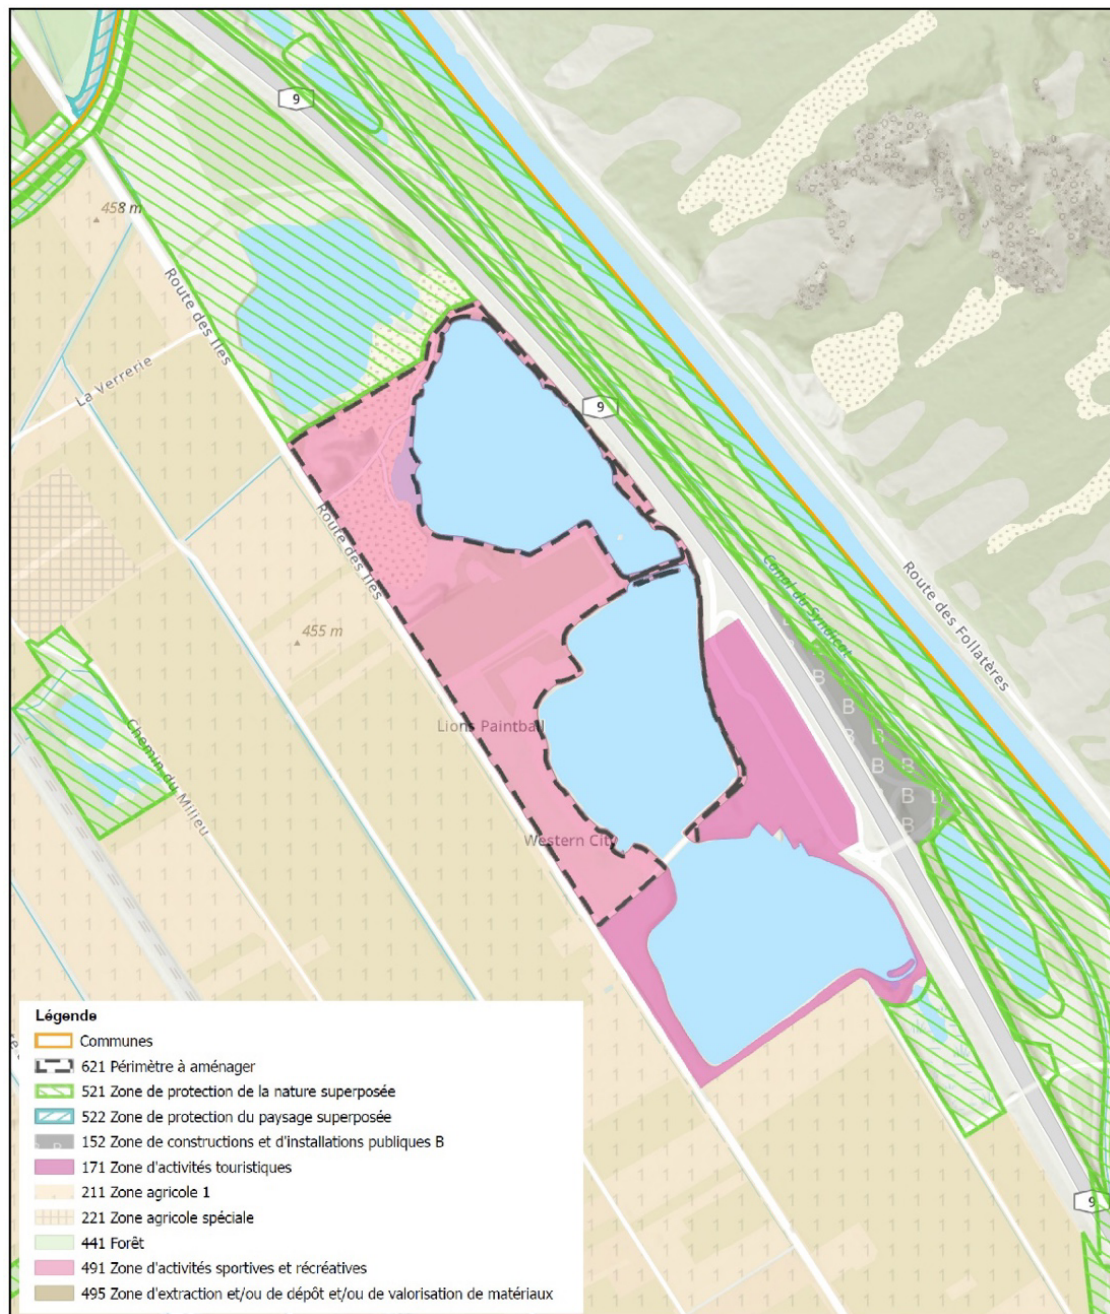 9
458 m
Route des Iles
La Verrerie
9
Route des Iles
Canal du Syndicat
Route des Follatères
455 m
B
B
B
B B
B
B B
B
Lions Paintball
Chemin du Milieu
Western City
9
Légende
Communes
621 Périmètre à aménager
521 Zone de protection de la nature superposée
522 Zone de protection du paysage superposée
152 Zone de constructions et d'installations publiques B
171 Zone d'activités touristiques
211 Zone agricole 1
221 Zone agricole spéciale
441 Forêt
491 Zone d'activités sportives et récréatives
495 Zone d'extraction et/ou de dépôt et/ou de valorisation de matériaux